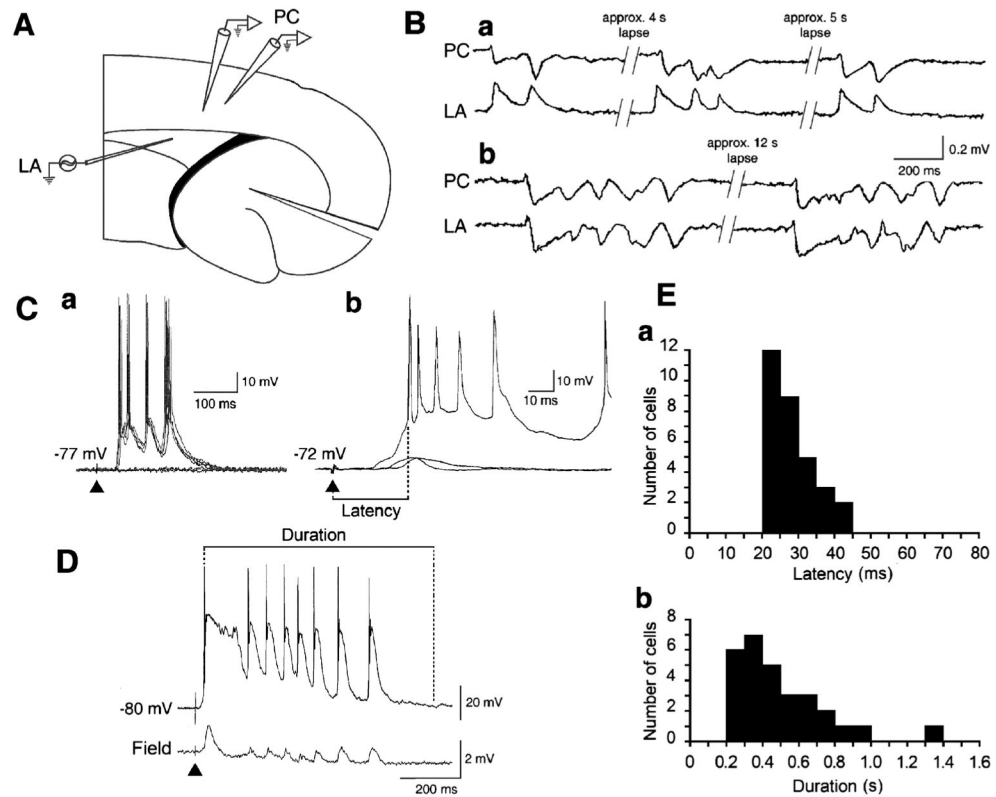 A
PC
LA
B
a
approx. 4 s
lapse
approx. 5 s
lapse
PC
LA
b
approx. 12 s
lapse
0.2 mV
200 ms
PC
LA
C
a
10 mV
100 ms
-77 mV
b
10 mV
10 ms
-72 mV
Latency
D
Duration
-80 mV
20 mV
Field
2 mV
200 ms
E
a
Number of cells
12
10
8
6
4
2
0
0 10 20 30 40 50 60 70 80
Latency (ms)
b
Number of cells
8
6
4
2
0
0 0.2 0.4 0.6 0.8 1.0 1.2 1.4 1.6
Duration (s)